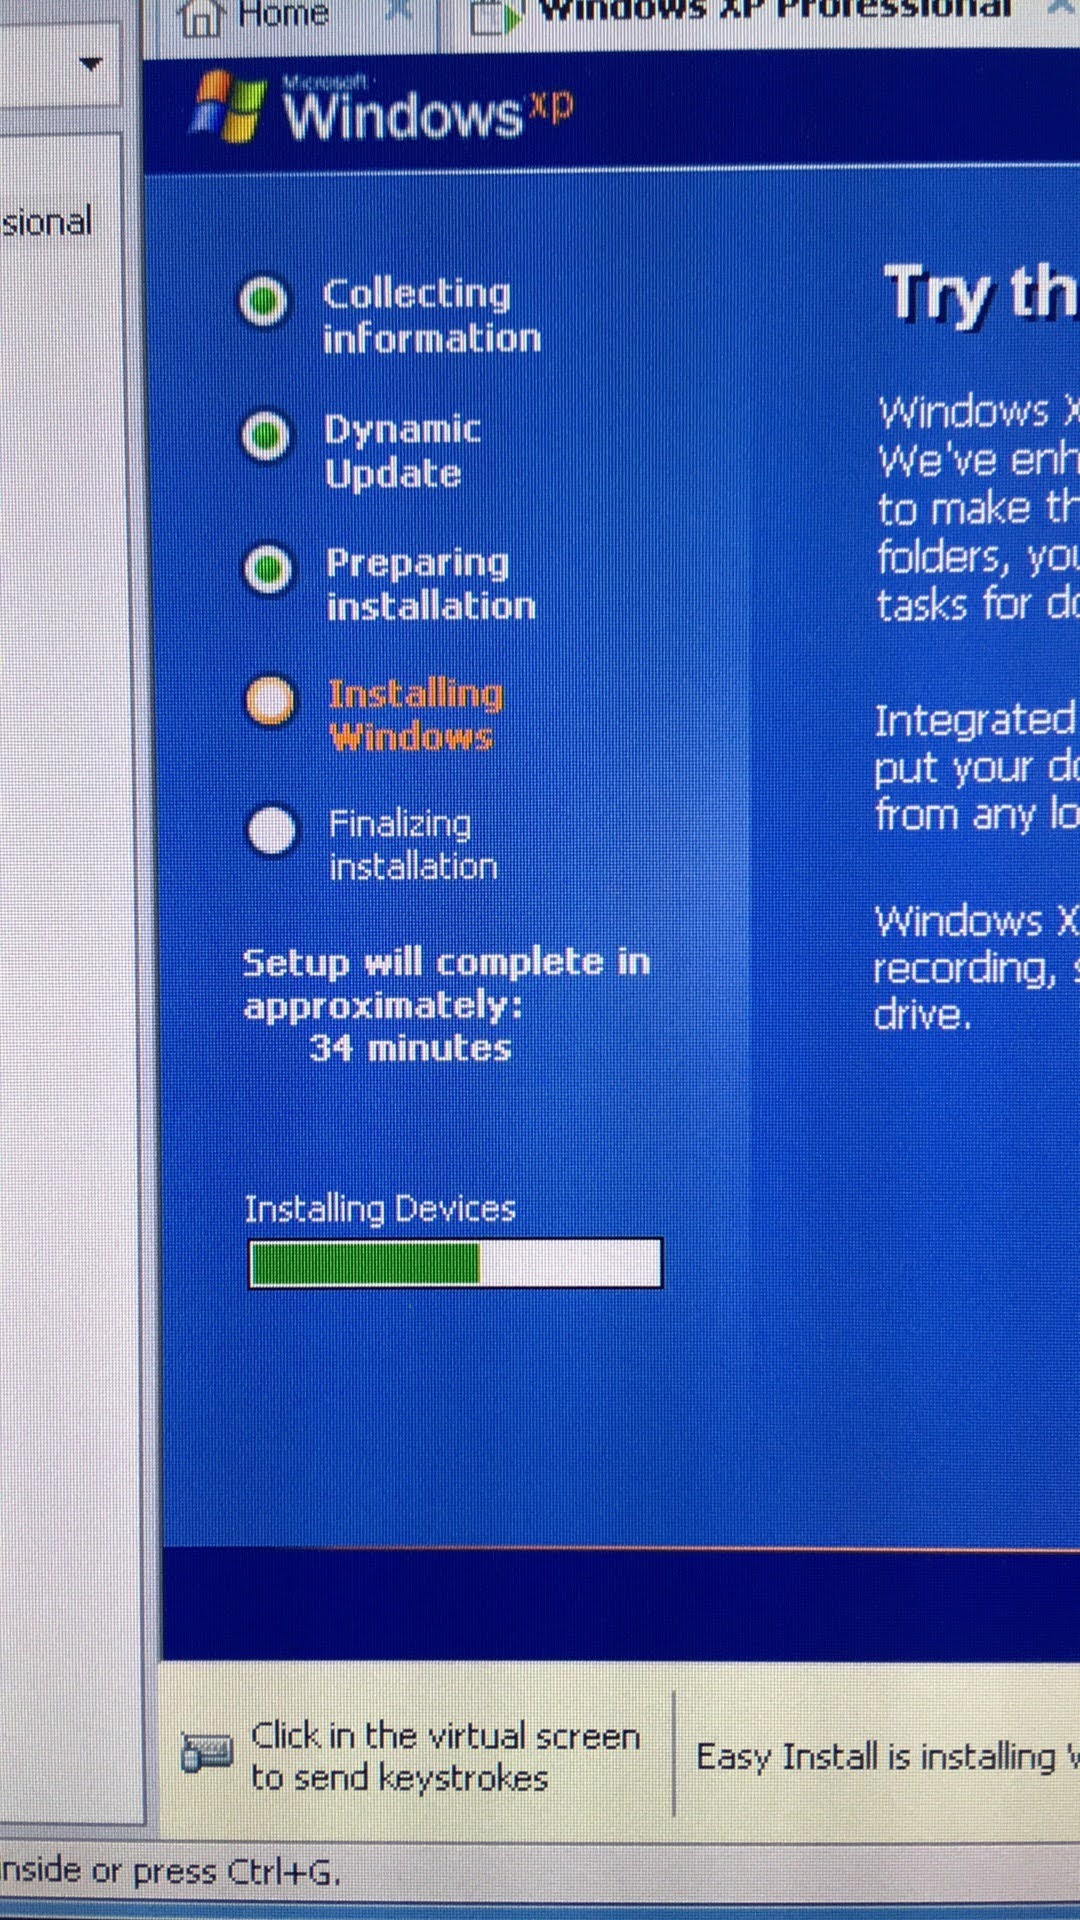 Home
Windows XP Professional
Microsoft
Windows xp
sional
Collecting
information
Dynamic
Update
Preparing
installation
Installing
Windows
Finalizing
installation
Setup will complete in
approximately:
34 minutes
Installing Devices
Try th
Windows X
We've enh
to make th
folders, you
tasks for do
Integrated
put your do
from any lo
Windows X
recording, s
drive.
Click in the virtual screen
to send keystrokes
Easy Install is installing
nside or press Ctrl+G.